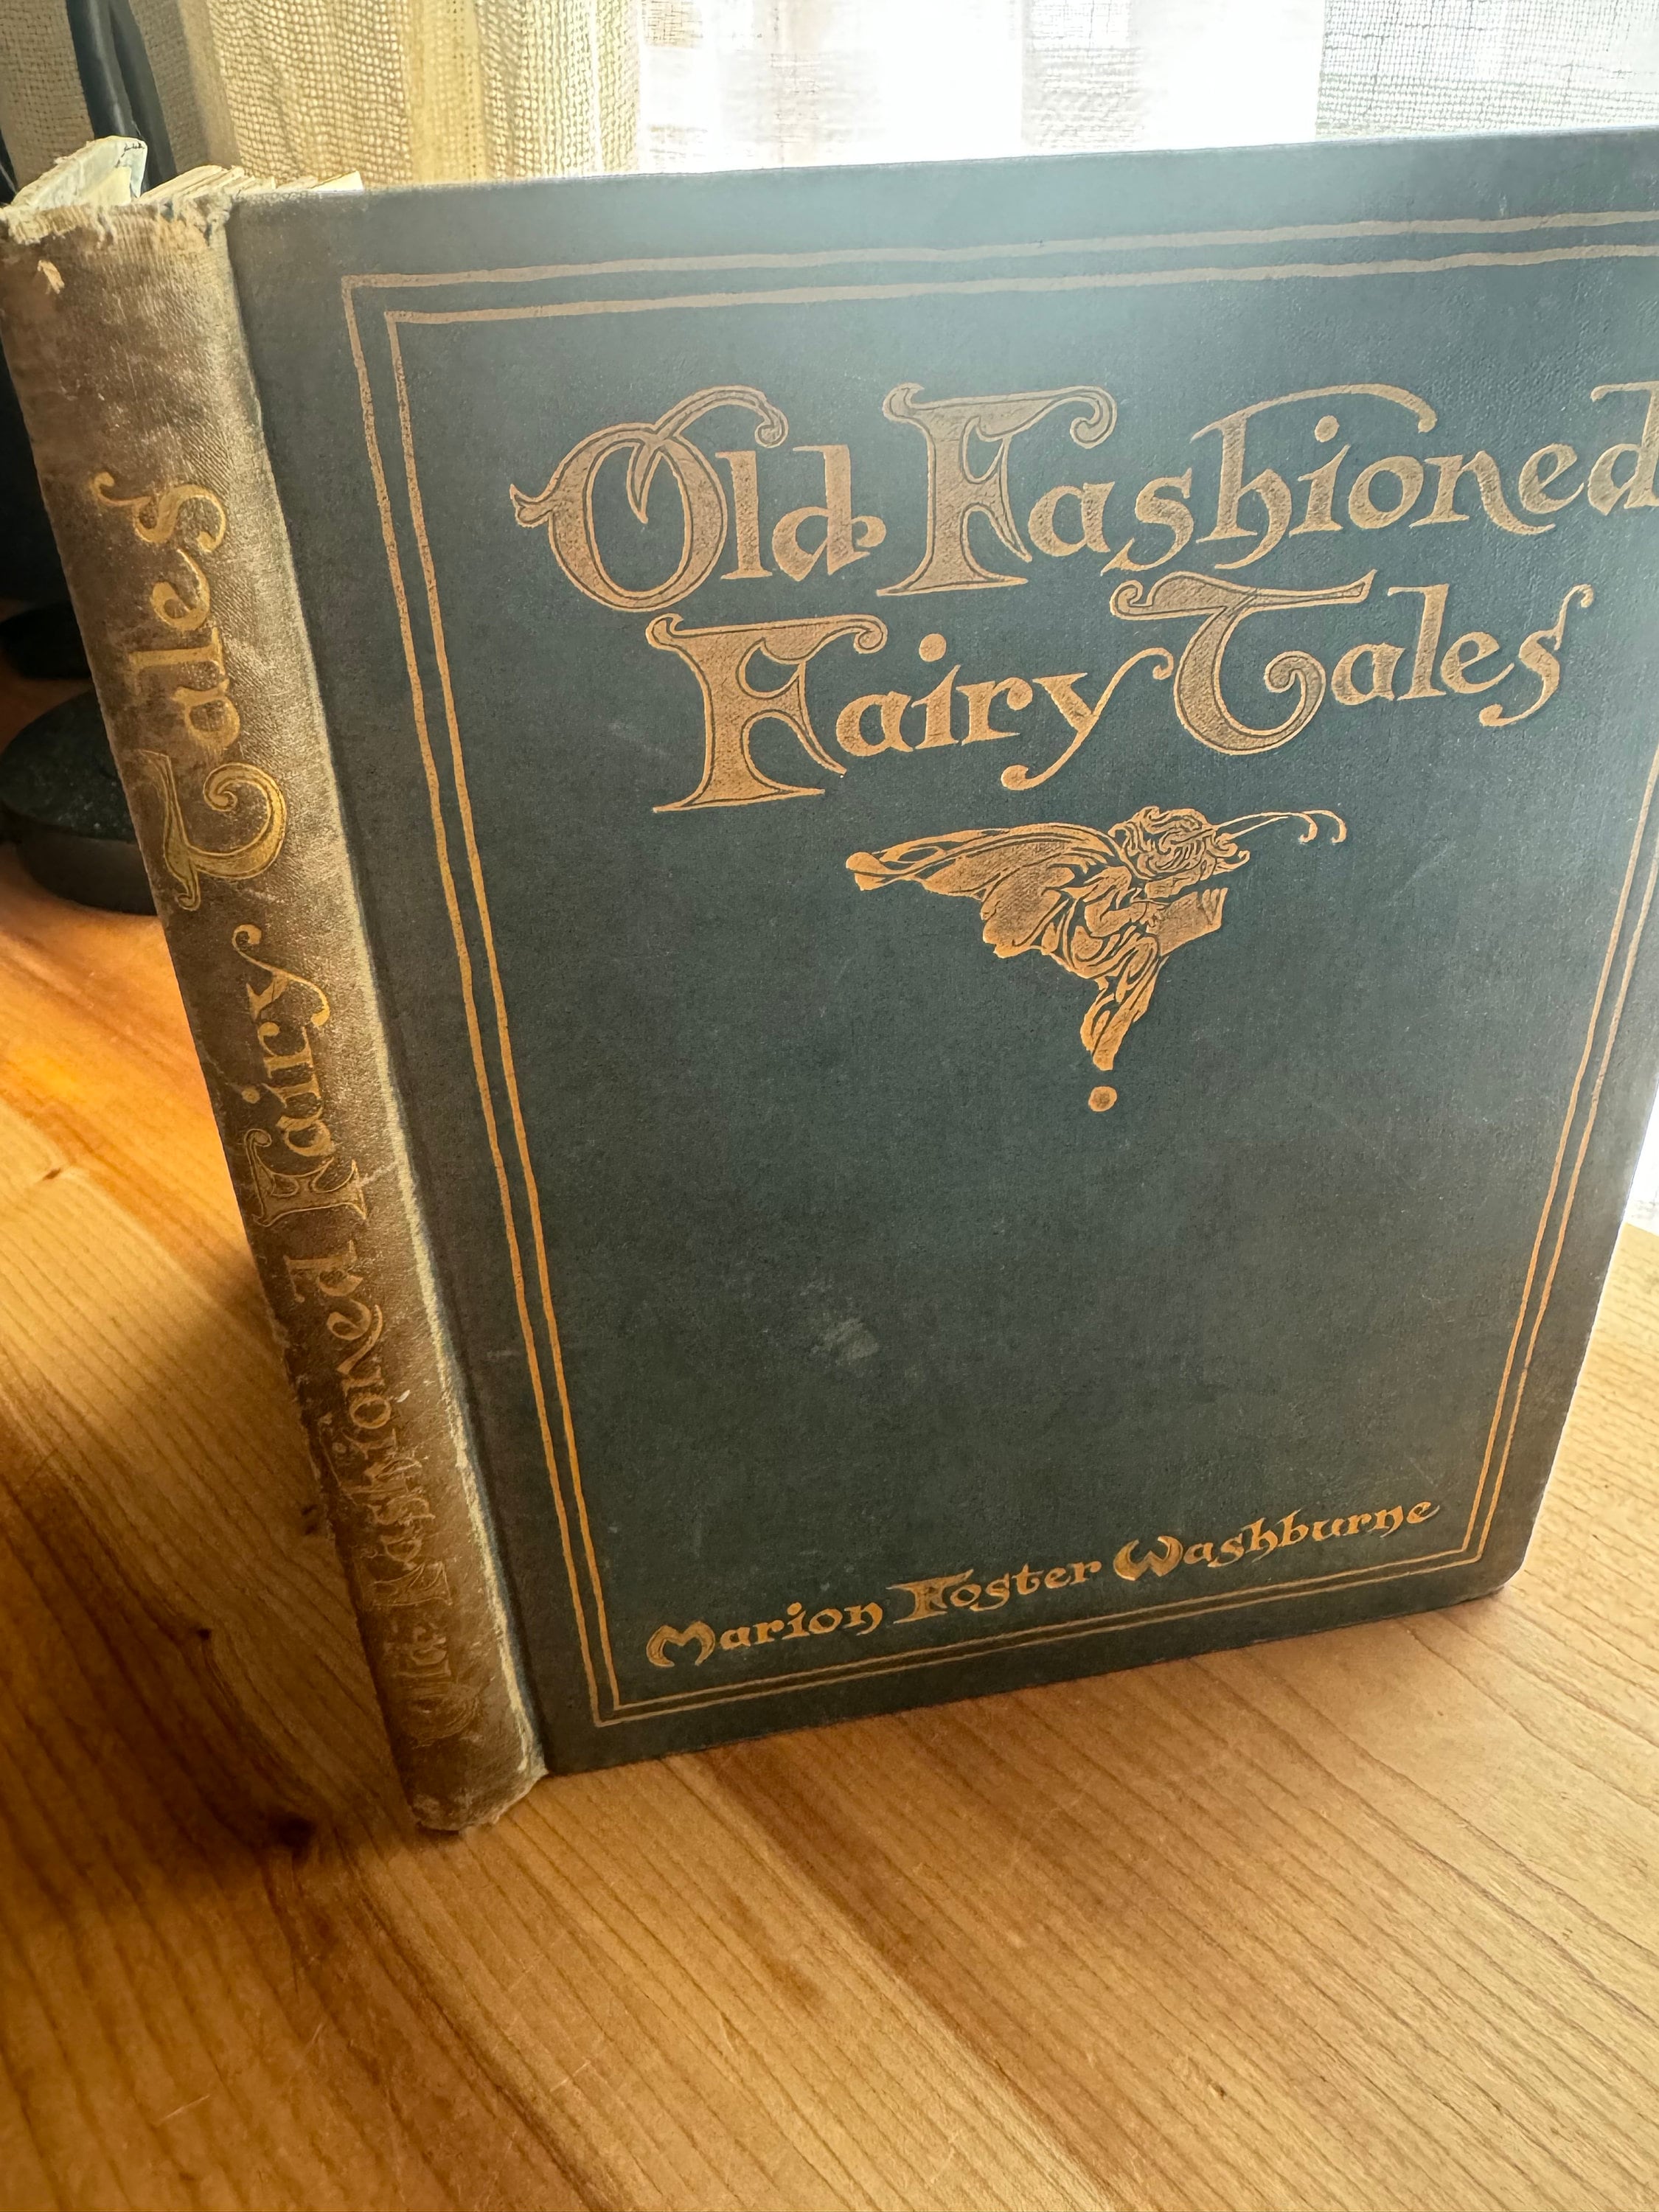 Old Fashioned Fairy Tales
Old Fashioned
Fairy Tales
Marion Foster Washburne